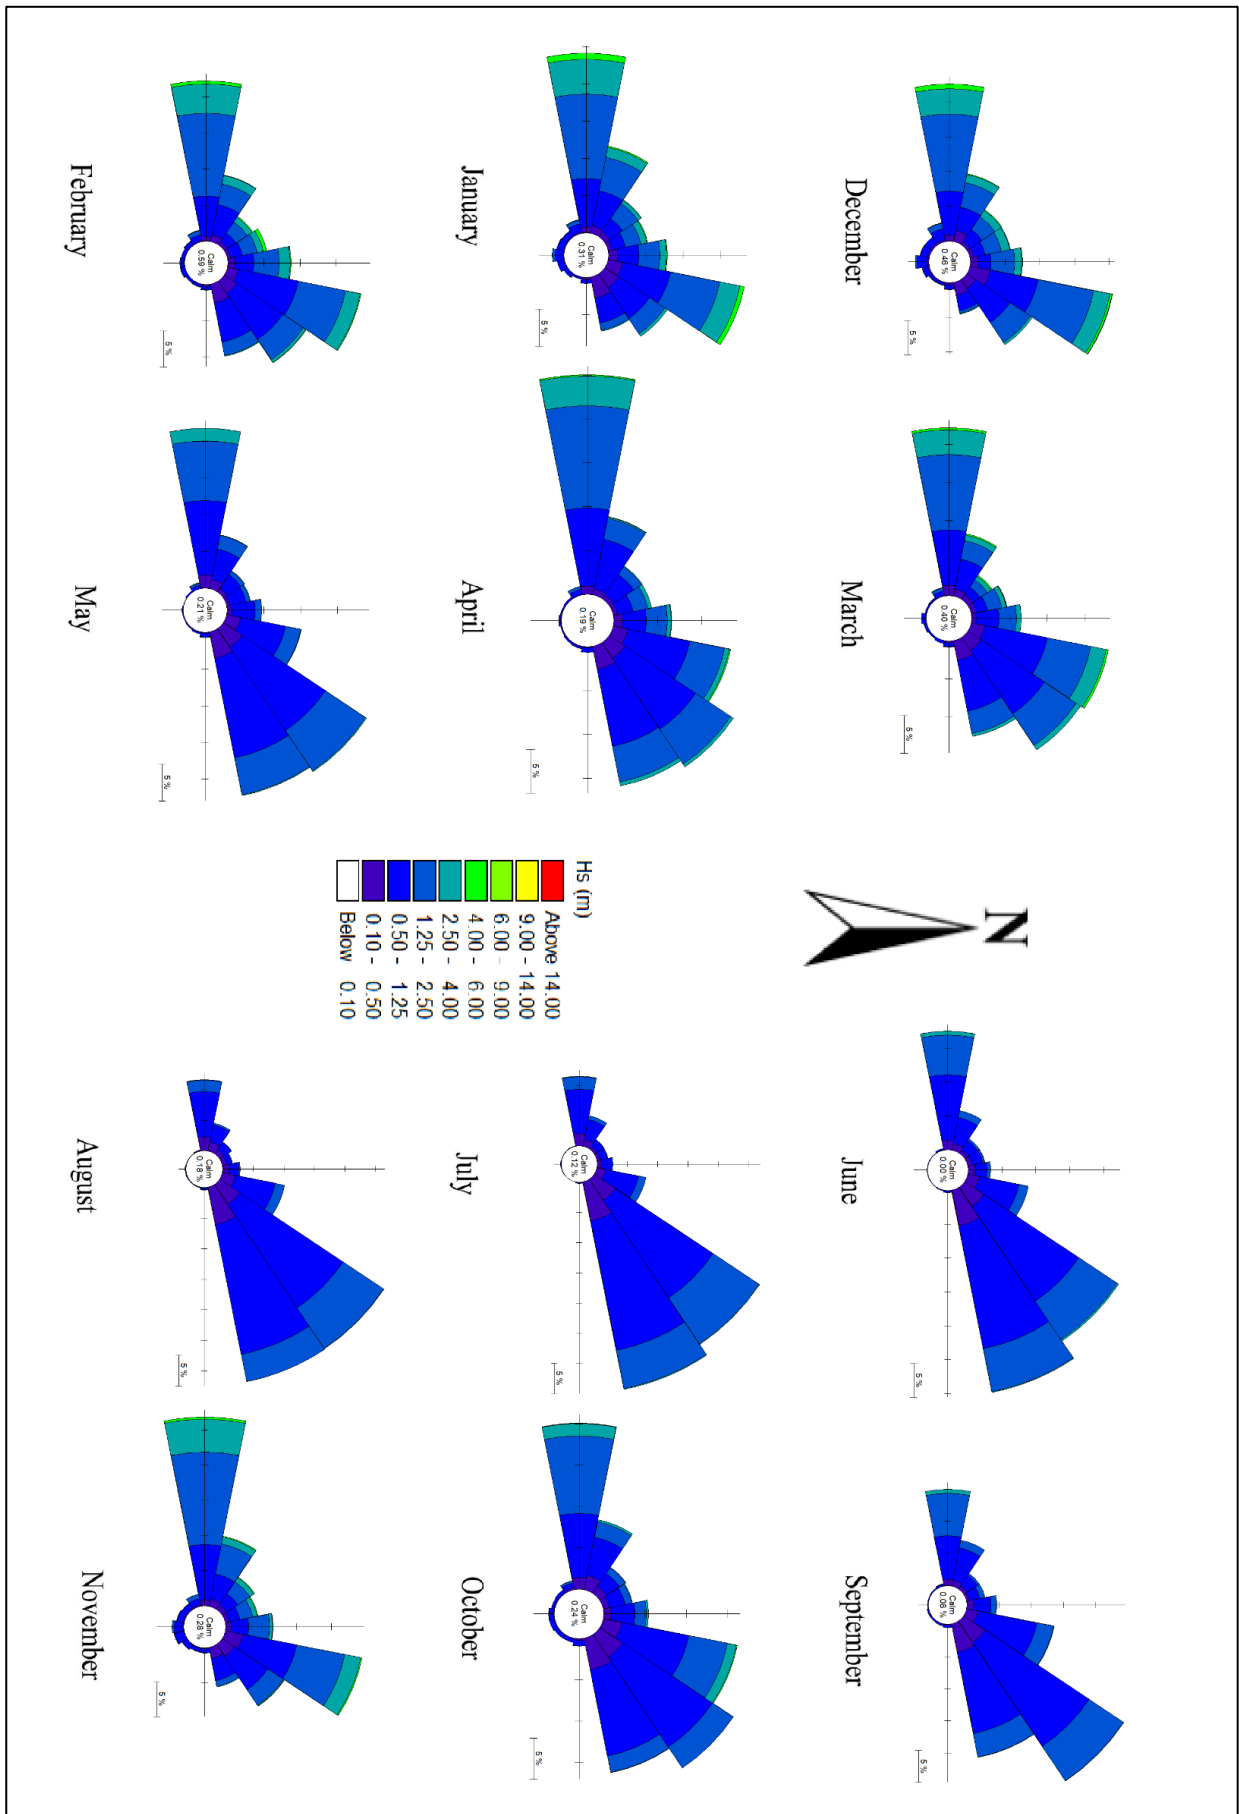 Calm
0.46 %
5 %
December
Calm
0.40 %
5 %
March
N
Calm
0.00 %
5 %
June
Calm
0.06 %
5 %
September
Calm
0.31 %
5 %
January
Calm
0.19 %
5 %
April
Hs (m)
Above 14.00
9.00 - 14.00
6.00 - 9.00
4.00 - 6.00
2.50 - 4.00
1.25 - 2.50
0.50 - 1.25
0.10 - 0.50
Below 0.10
Calm
0.12 %
5 %
July
Calm
0.24 %
5 %
October
Calm
0.59 %
5 %
February
Calm
0.21 %
5 %
May
Calm
0.18 %
5 %
August
Calm
0.28 %
5 %
November